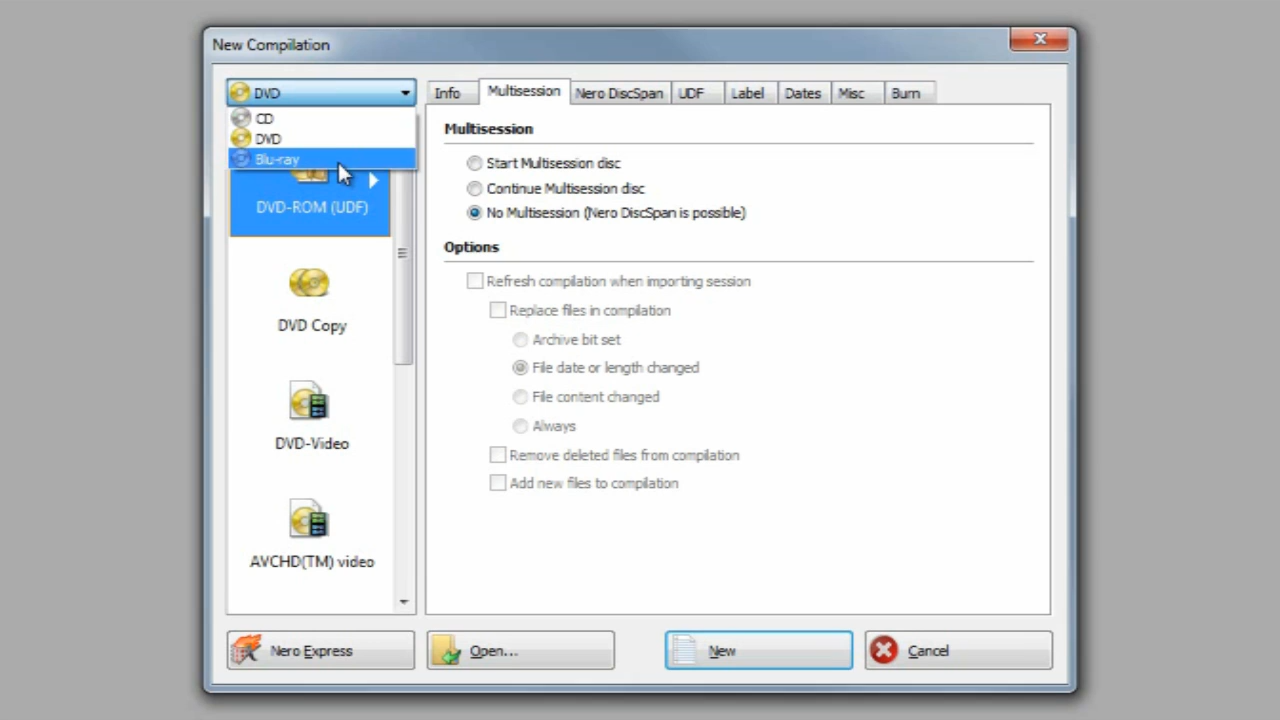 New Compilation
DVD
CD
DVD
Blu-ray
DVD-ROM (UDF)
DVD Copy
DVD-Video
AVCHD(TM) video
Info Multisession Nero DiscSpan UDF Label Dates Misc Burn
Multisession
Start Multisession disc
Continue Multisession disc
No Multisession (Nero DiscSpan is possible)
Options
Refresh compilation when importing session
Replace files in compilation
Archive bit set
File date or length changed
File content changed
Always
Remove deleted files from compilation
Add new files to compilation
Nero Express
Open...
New
Cancel